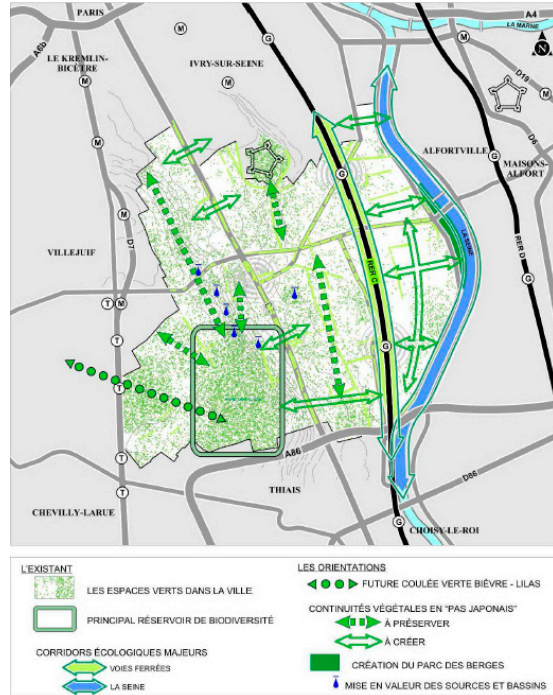 PARIS
A4
LA MARNE
A6b
LE KREMLIN-
BICÊTRE
IVRY-SUR-SEINE
N
M
M
G
G
D19
M
M
D6
ALFORTVILLE
MAISONS-
ALFORT
G
G
M
VILLEJUIF
D7
RER C
LA SEINE
RER D
G
T
M
T
G
T
A86
T
THIAIS
D86
T
CHEVILLY-LARUE
G
CHOISY-LE-ROI
L'EXISTANT
LES ESPACES VERTS DANS LA VILLE
PRINCIPAL RÉSERVOIR DE BIODIVERSITÉ
CORRIDORS ÉCOLOGIQUES MAJEURS
VOIES FERRÉES
LA SEINE
LES ORIENTATIONS
FUTURE COULÉE VERTE BIÈVRE - LILAS
CONTINUITÉS VÉGÉTALES EN "PAS JAPONAIS"
À PRÉSERVER
À CRÉER
CRÉATION DU PARC DES BERGES
MISE EN VALEUR DES SOURCES ET BASSINS